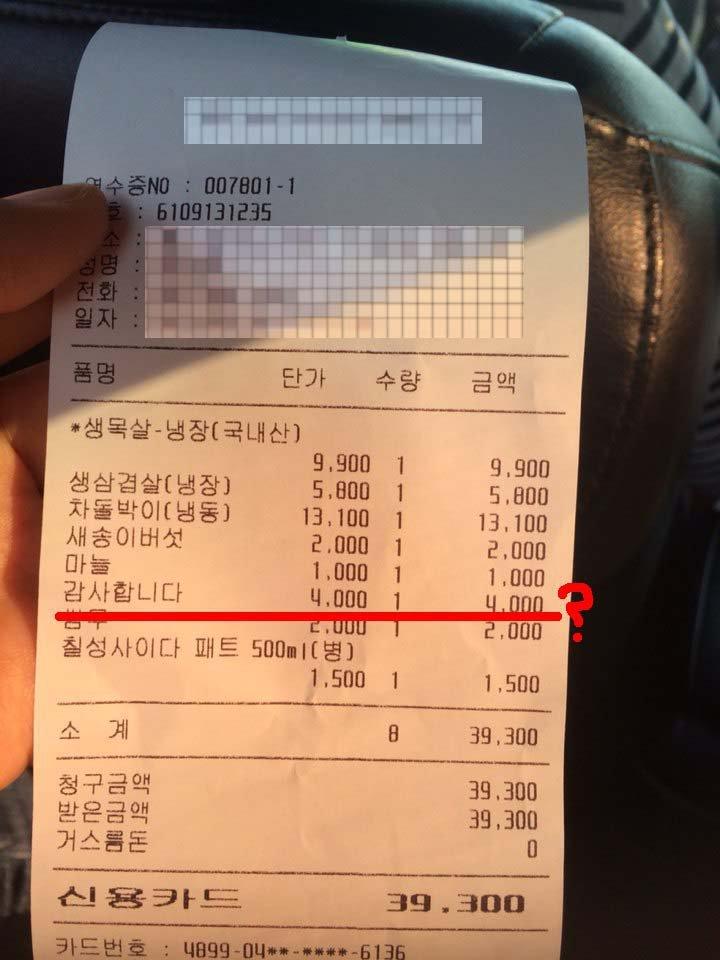 영수증NO : 007801-1
호 : 6109131235
소 :
성명 :
전화 :
일자 :
품명 단가 수량 금액
*생목살-냉장(국내산)
9,900 1 9,900
생삼겹살(냉장) 5,800 1 5,800
차돌박이(냉동) 13,100 1 13,100
새송이버섯 2,000 1 2,000
마늘 1,000 1 1,000
감사합니다 4,000 1 4,000 ?
쌈무 2,000 1 2,000
칠성사이다 패트 500ml(병)
1,500 1 1,500
소 계 8 39,300
청구금액 39,300
받은금액 39,300
거스름돈 0
신용카드 39,300
카드번호 : 4899-04**-****-6136